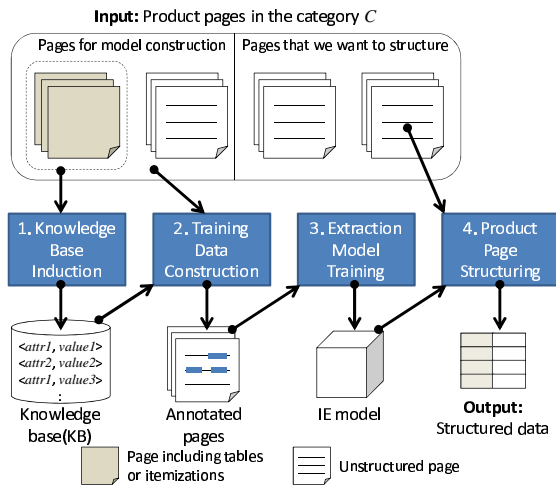 Input: Product pages in the category C
Pages for model construction
Pages that we want to structure
1. Knowledge
Base
Induction
2. Training
Data
Construction
3. Extraction
Model
Training
4. Product
Page
Structuring
<attr1, value1>
<attr2, value2>
<attr1, value3>
:
Knowledge
base(KB)
Annotated
pages
IE model
Output:
Structured data
Page including tables
or itemizations
Unstructured page